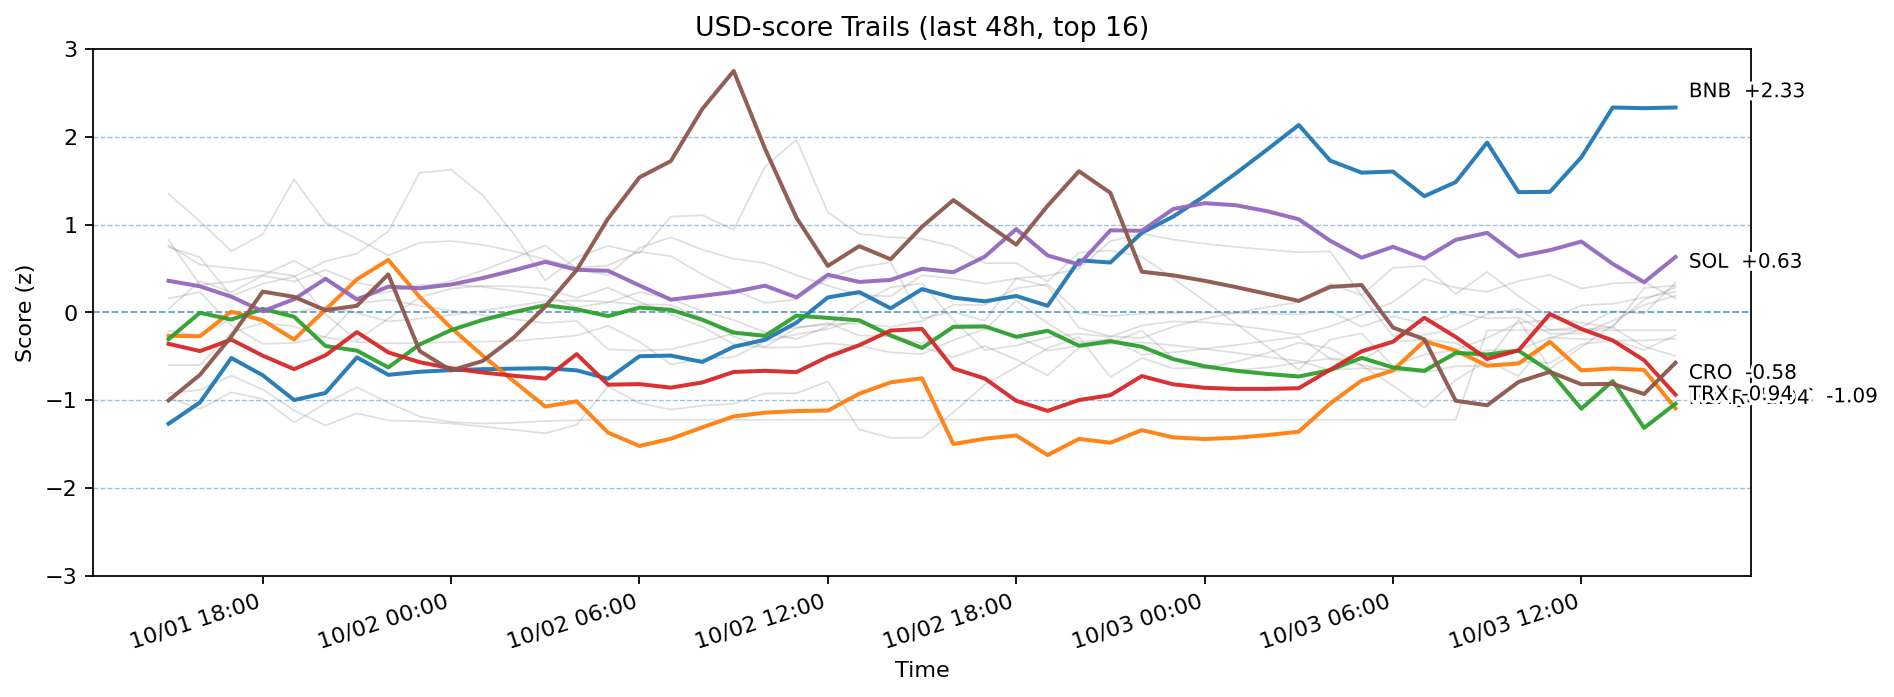 USD-score Trails (last 48h, top 16)
Score (z)
3
2
1
0
−1
−2
−3
BNB +2.33
SOL +0.63
CRO -0.58
TRX -0.94
-1.09
10/01 18:00
10/02 00:00
10/02 06:00
10/02 12:00
10/02 18:00
10/03 00:00
10/03 06:00
10/03 12:00
Time